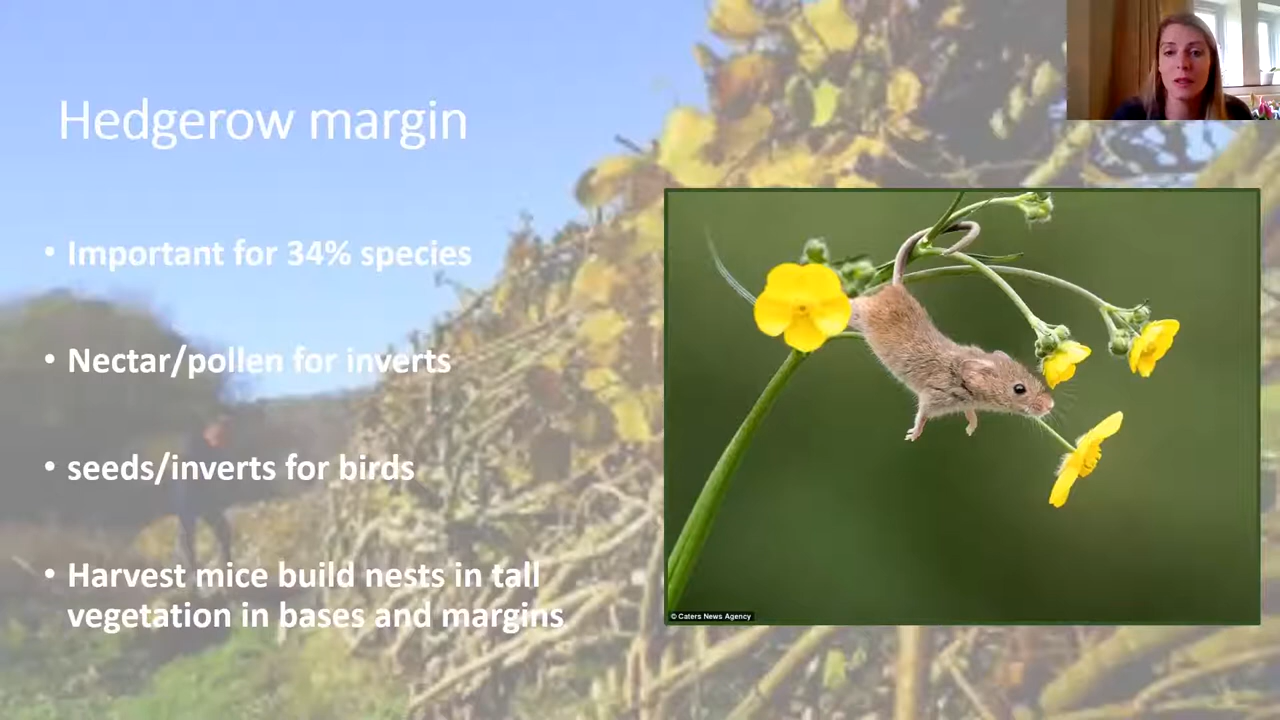 Hedgerow margin
• Important for 34% species
• Nectar/pollen for inverts
• seeds/inverts for birds
• Harvest mice build nests in tall
vegetation in bases and margins
© Caters News Agency